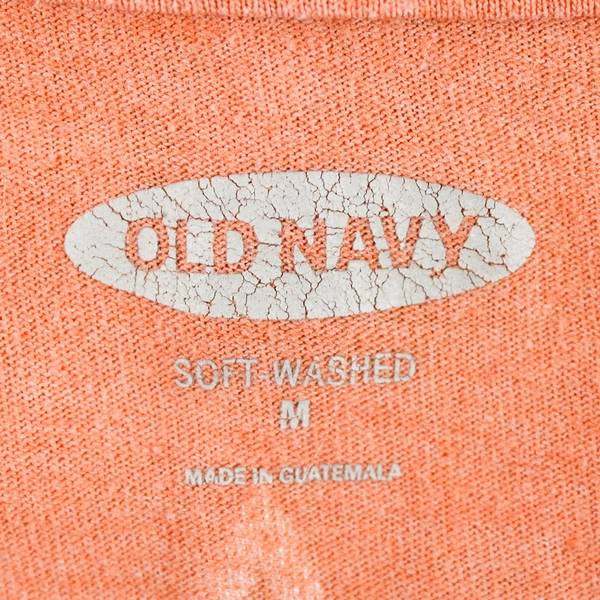 OLD NAVY
SOFT-WASHED
M
MADE IN GUATEMALA